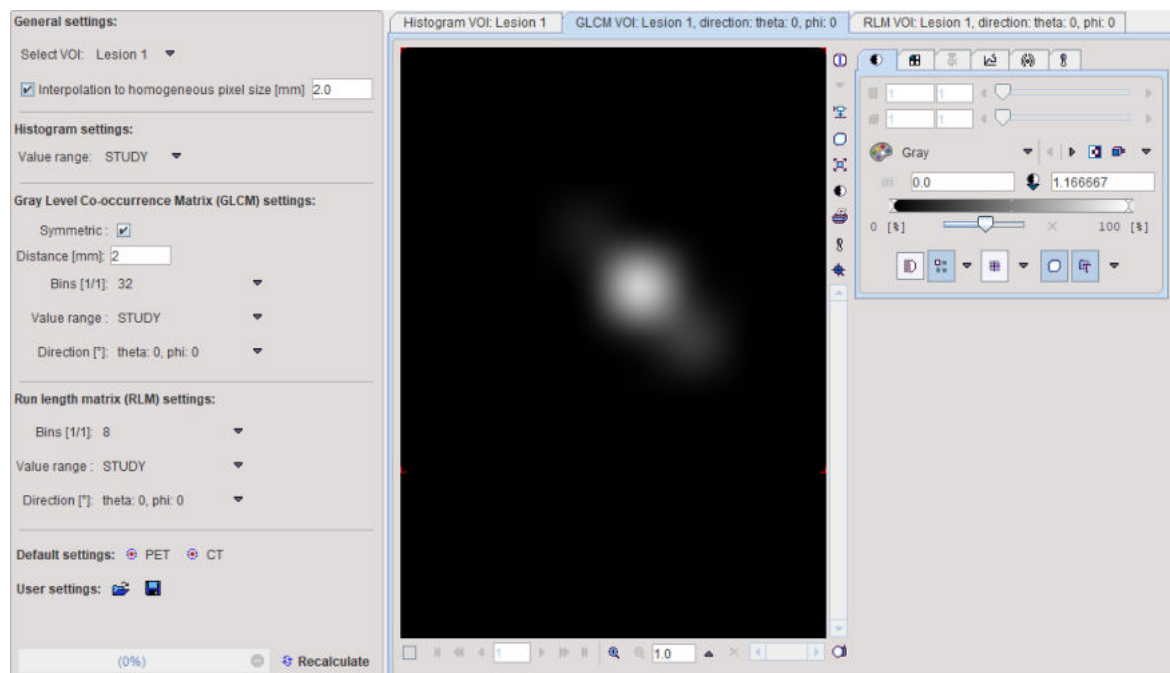 General settings:
Select VOI: Lesion 1
Interpolation to homogeneous pixel size [mm] 2.0
Histogram settings:
Value range: STUDY
Gray Level Co-occurrence Matrix (GLCM) settings:
Symmetric :
Distance [mm]: 2
Bins [1/1]: 32
Value range : STUDY
Direction [°]: theta: 0, phi: 0
Run length matrix (RLM) settings:
Bins [1/1]: 8
Value range : STUDY
Direction [°]: theta: 0, phi: 0
Default settings: PET CT
User settings:
(0%) Recalculate
Histogram VOI: Lesion 1 GLCM VOI: Lesion 1, direction: theta: 0, phi: 0 RLM VOI: Lesion 1, direction: theta: 0, phi: 0
1 1
1 1
Gray
0.0 1.166667
0 [%] 100 [%]
1 1.0